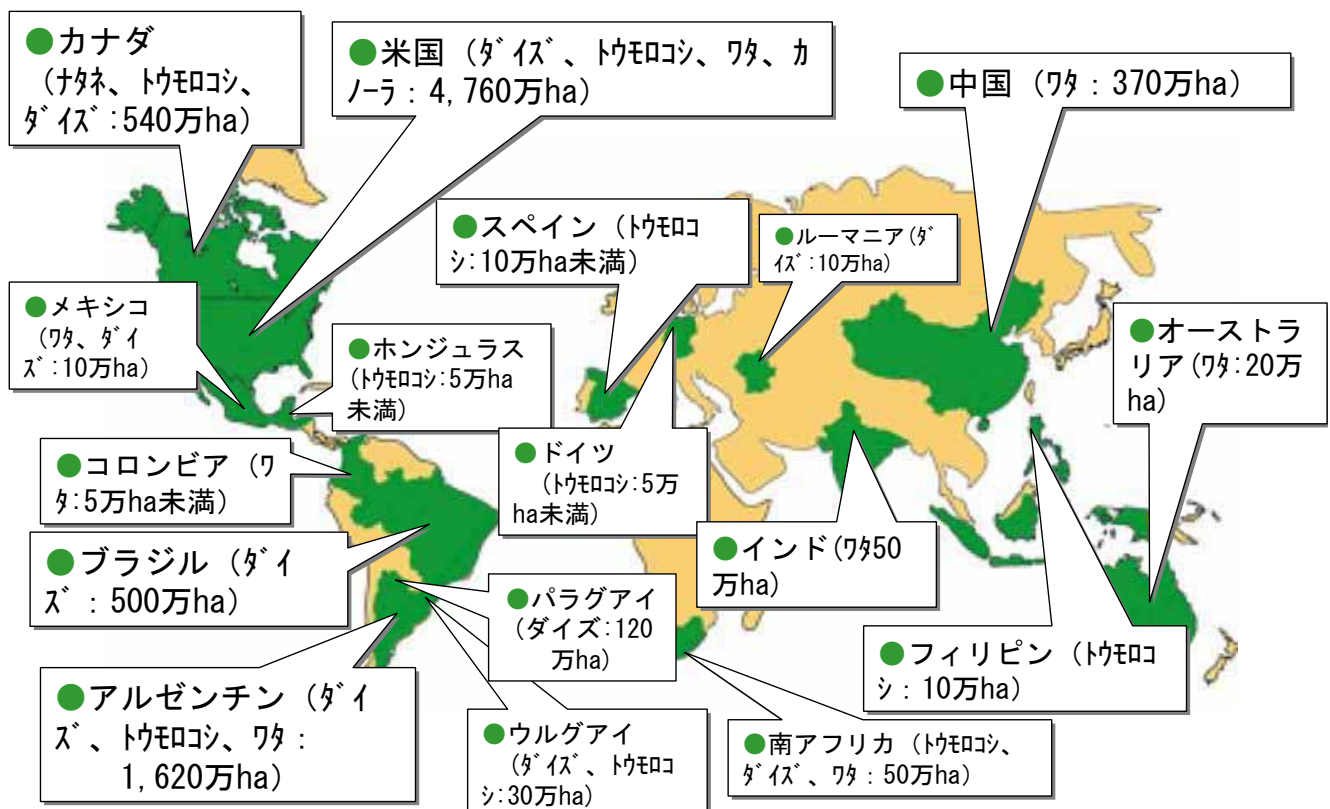 ●カナダ
(ﾅﾀﾈ、ﾄｳﾓﾛｺｼ、
ﾀﾞｲｽﾞ:540万ha)
●米国 (ﾀﾞｲｽﾞ、ﾄｳﾓﾛｺｼ、ﾜﾀ、ｶ
ﾉｰﾗ: 4,760万ha)
●中国 (ﾜﾀ: 370万ha)
●スペイン (ﾄｳﾓﾛｺ
ｼ:10万ha未満)
●ルーマニア(ﾀﾞ
ｲｽﾞ:10万ha)
●メキシコ
(ﾜﾀ、ﾀﾞｲ
ｽﾞ:10万ha)
●ホンジュラス
(ﾄｳﾓﾛｺｼ:5万ha
未満)
●オーストラ
リア(ﾜﾀ:20万
ha)
●コロンビア (ﾜ
ﾀ:5万ha未満)
●ドイツ
(ﾄｳﾓﾛｺｼ:5万
ha未満)
●インド(ﾜﾀ50
万ha)
●ブラジル (ﾀﾞｲ
ｽﾞ: 500万ha)
●パラグアイ
(ダイズ:120
万ha)
●フィリピン (ﾄｳﾓﾛｺ
ｼ: 10万ha)
●アルゼンチン (ﾀﾞｲ
ｽﾞ、ﾄｳﾓﾛｺｼ、ﾜﾀ:
1,620万ha)
●ウルグアイ
(ﾀﾞｲｽﾞ、ﾄｳﾓﾛｺ
ｼ:30万ha)
●南アフリカ (ﾄｳﾓﾛｺｼ、
ﾀﾞｲｽﾞ、ﾜﾀ: 50万ha)